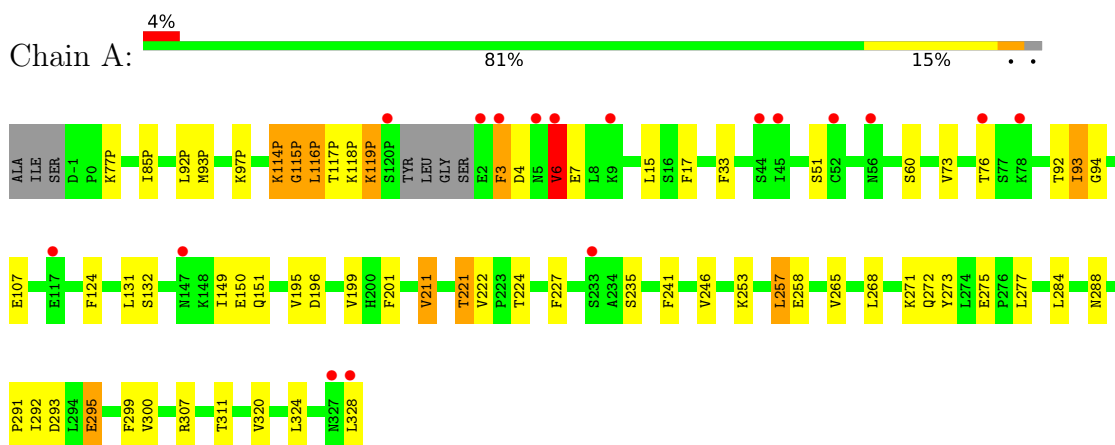 4%
Chain A:
81% 15% • •
ALA ILE SER D-1 P0 K77P I85P L92P M93P K97P K114P G115P L116P T117P K118P K119P S120P TYR LEU GLY SER E2 F3 D4 N5 V6 E7 L8 K9 L15 S16 F17 F33 S44 I45 S51 C52 N56 S60 V73 T76 S77 K78 T92 I93 G94
E107 E117 F124 L131 S132 N147 K148 I149 E150 Q151 V195 D196 V199 H200 F201 V211 T221 V222 P223 T224 F227 S233 A234 S235 F241 V246 K253 L257 E258 V265 L268 K271 Q272 Y273 L274 E275 P276 L277 L284 N288
P291 I292 D293 L294 E295 F299 V300 R307 T311 V320 L324 N327 L328